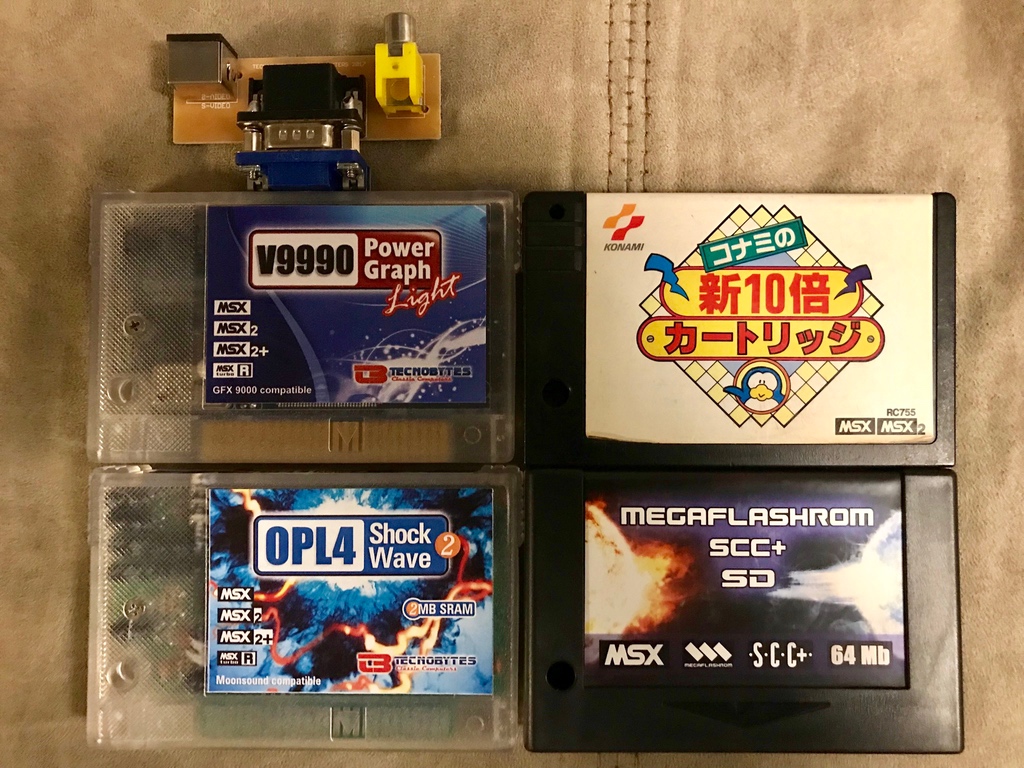 S-VIDEO
V9990 Power Graph
Light
MSX
MSX2
MSX2+
MSX turbo R
GFX 9000 compatible
TECNOBYTES
Classic Computers
KONAMI
コナミの
新10倍
カートリッジ
RC755
MSX MSX2
OPL4 Shock Wave 2
MSX
MSX2
MSX2+
MSX turbo R
2MB SRAM
TECNOBYTES
Classic Computers
Moonsound compatible
MEGAFLASHROM
SCC+
SD
MSX MEGAFLASHROM S·C·C+ 64 Mb